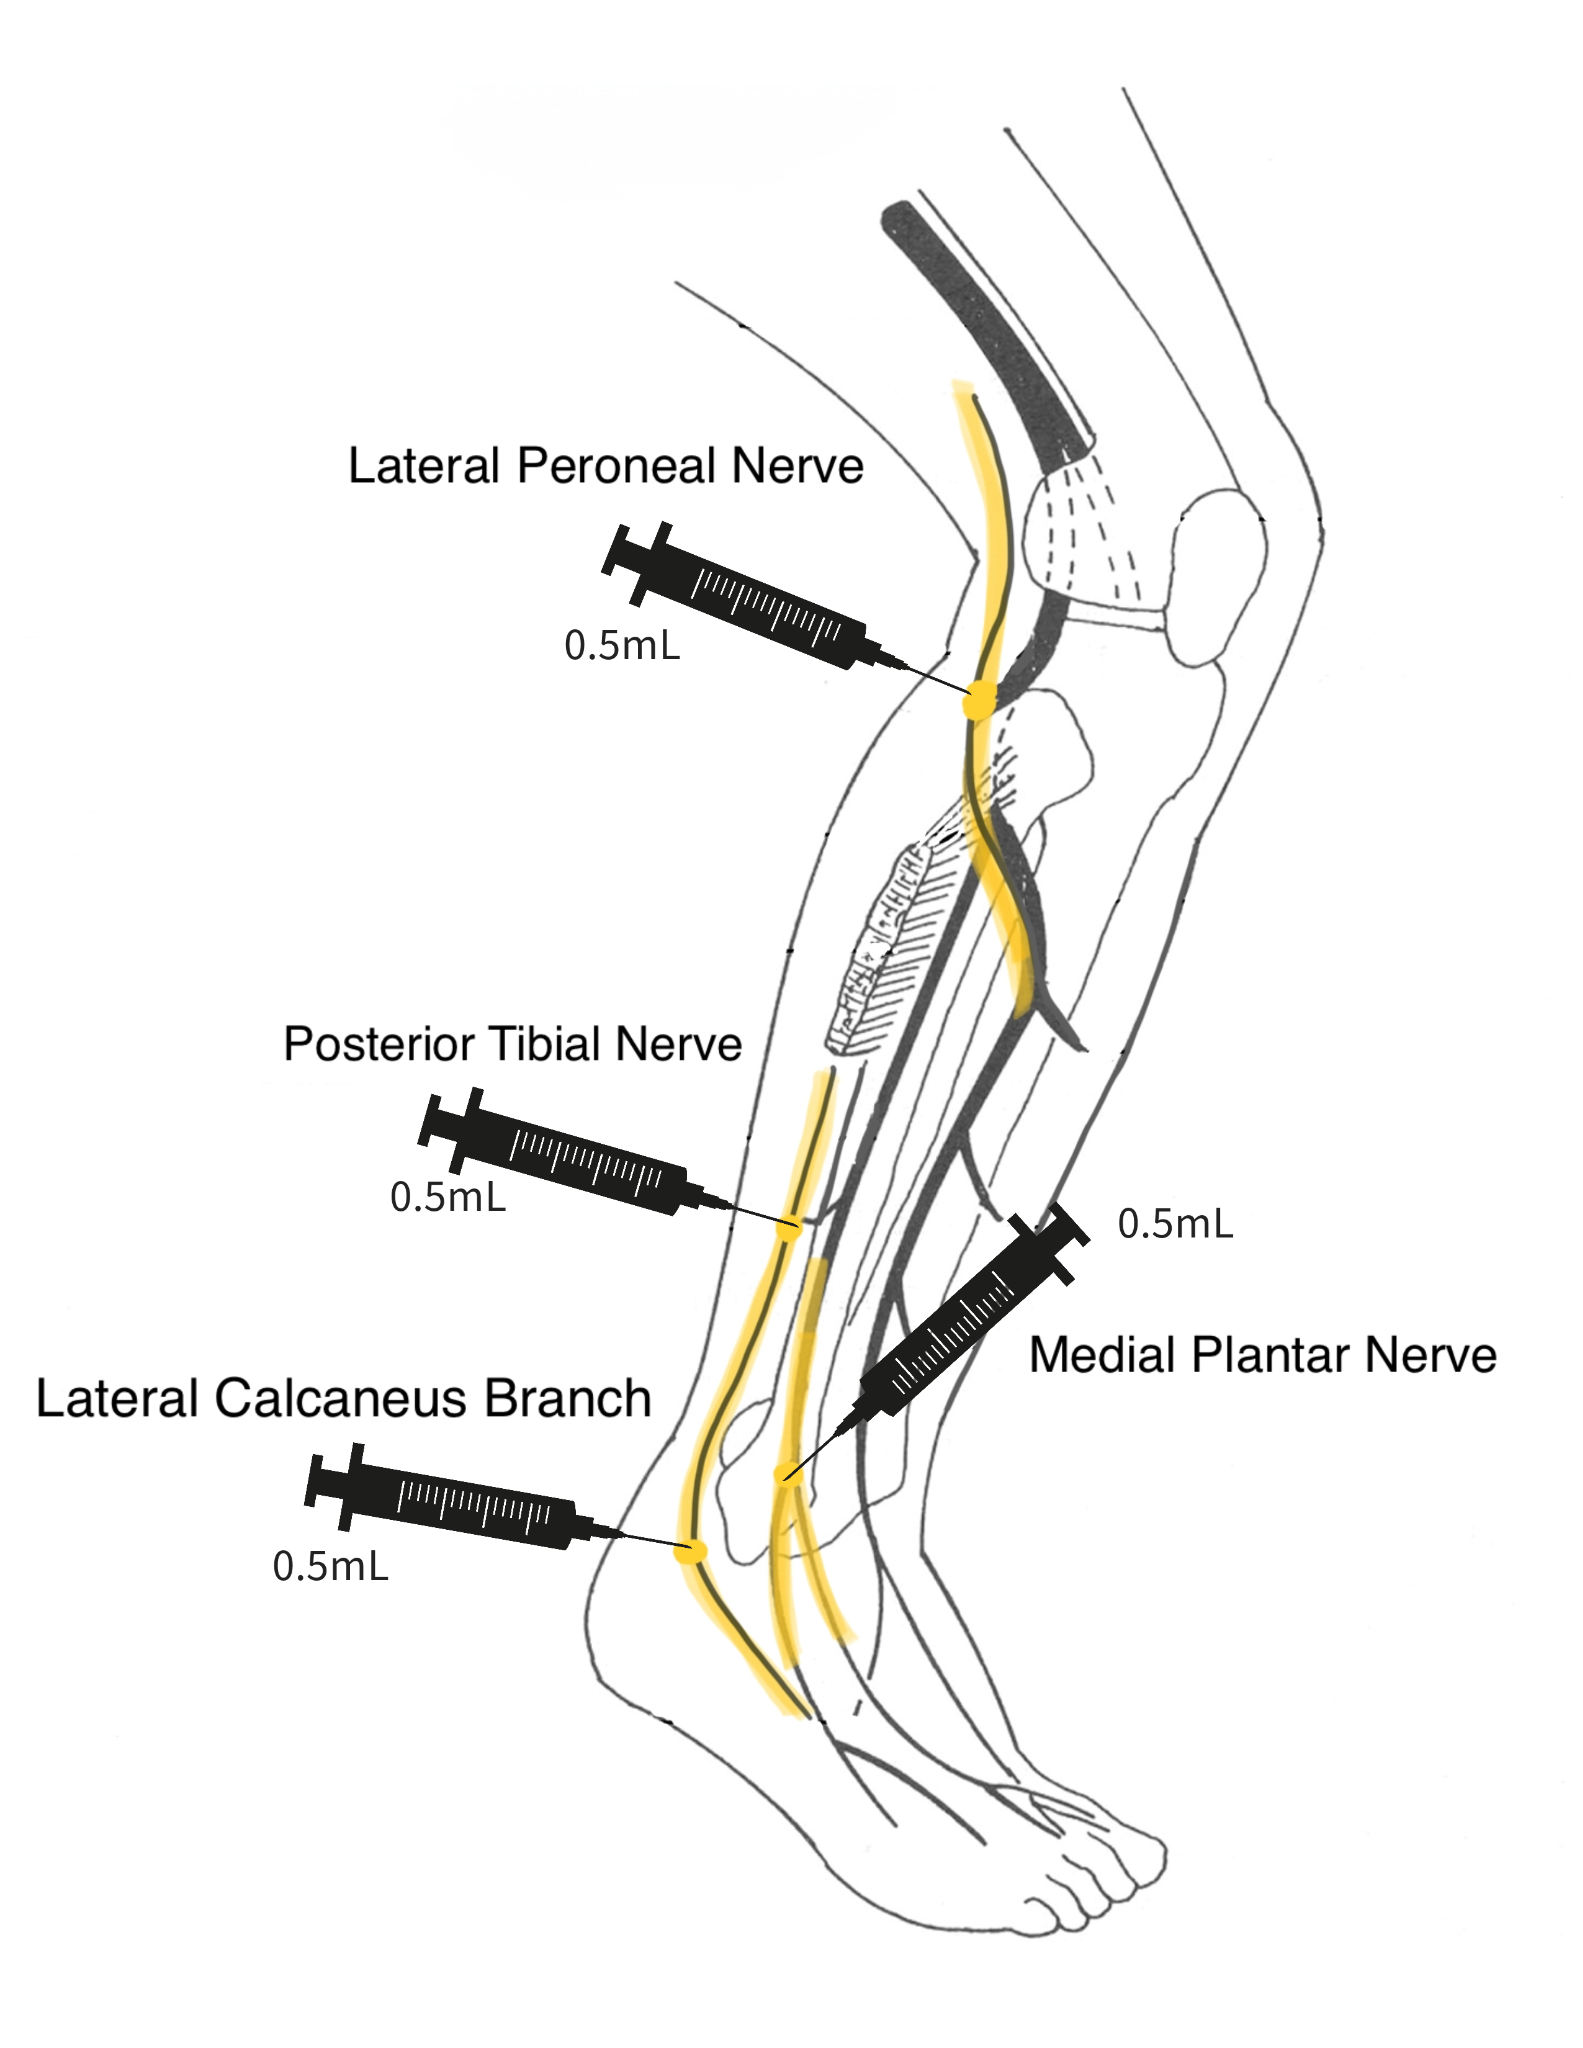 Lateral Peroneal Nerve
0.5mL
Posterior Tibial Nerve
0.5mL
0.5mL
Medial Plantar Nerve
Lateral Calcaneus Branch
0.5mL